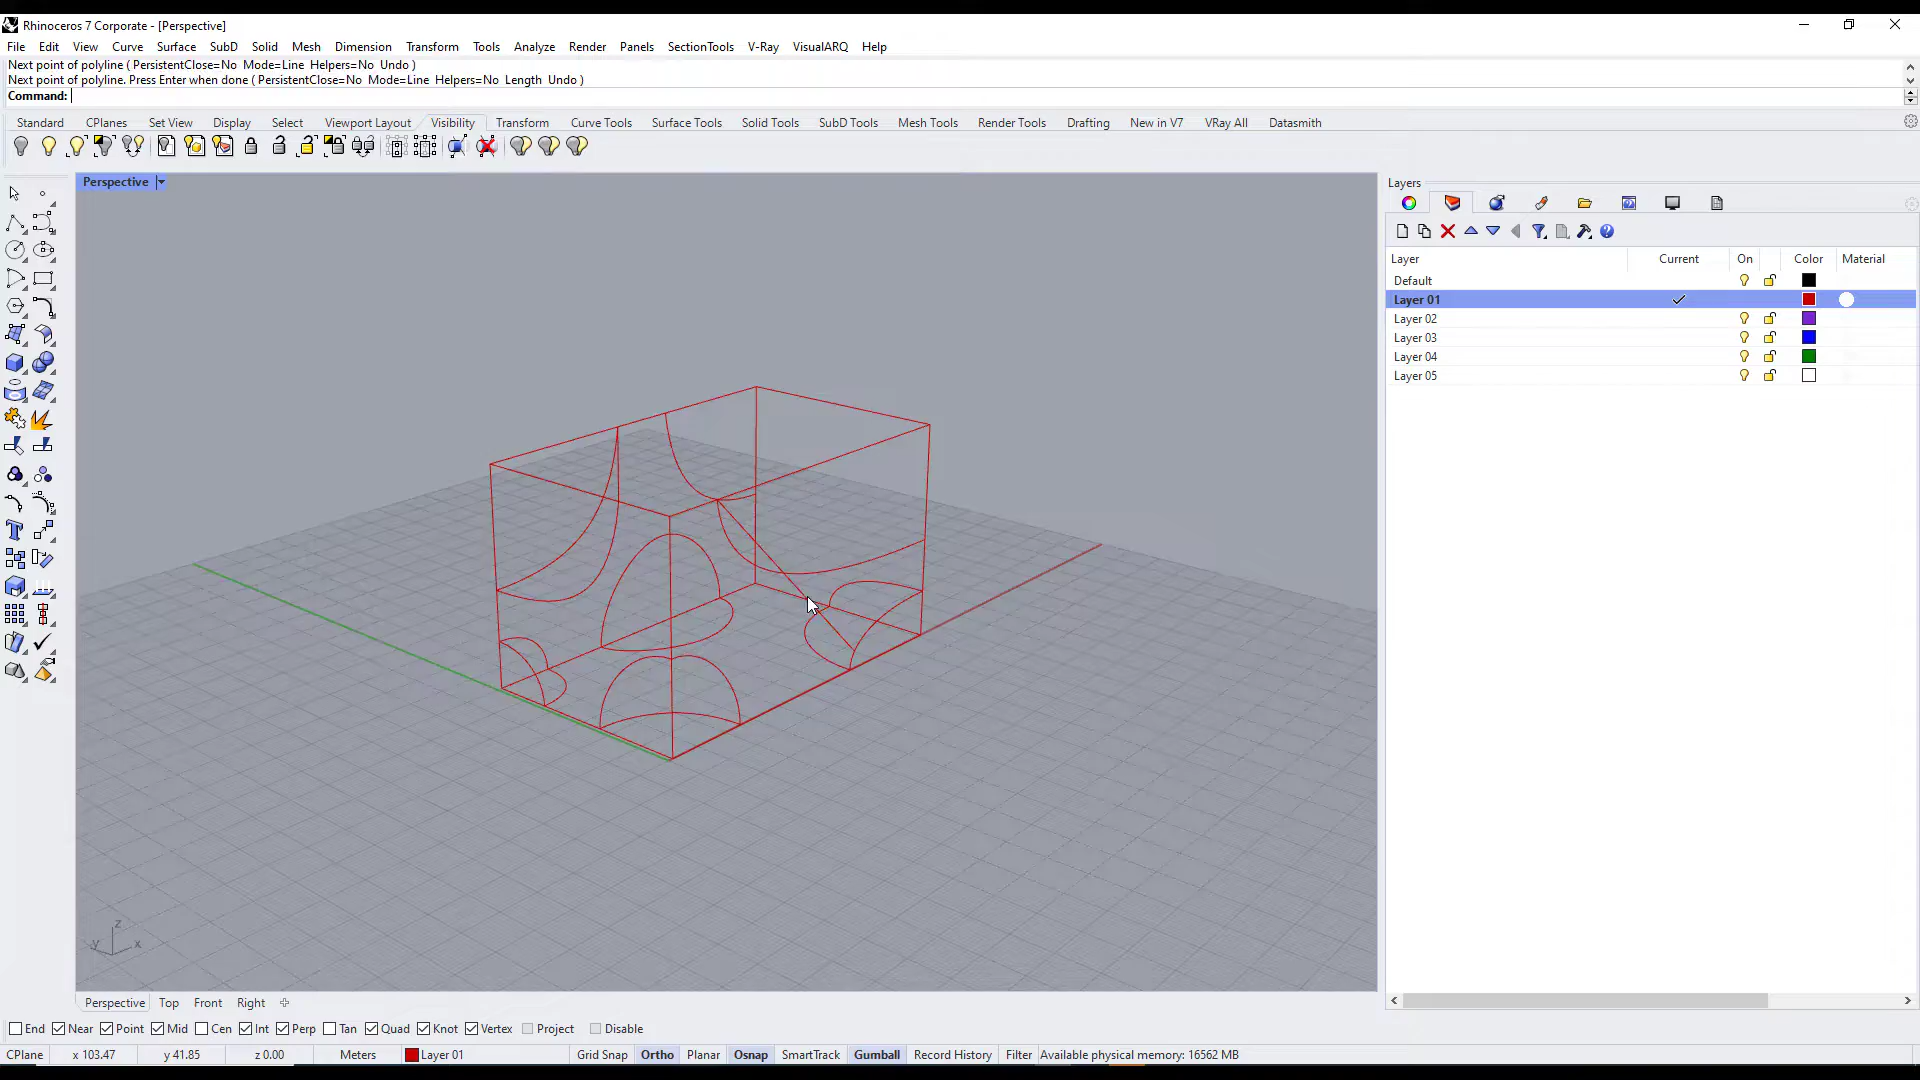 Rhinoceros 7 Corporate - [Perspective]
File Edit View Curve Surface SubD Solid Mesh Dimension Transform Tools Analyze Render Panels SectionTools V-Ray VisualARQ Help
Next point of polyline ( PersistentClose=No Mode=Line Helpers=No Undo )
Next point of polyline. Press Enter when done ( PersistentClose=No Mode=Line Helpers=No Length Undo )
Command:
Standard CPlanes Set View Display Select Viewport Layout Visibility Transform Curve Tools Surface Tools Solid Tools SubD Tools Mesh Tools Render Tools Drafting New in V7 VRay All Datasmith
Perspective
Layers
Layer Current On Color Material
Default
Layer 01
Layer 02
Layer 03
Layer 04
Layer 05
z
y x
Perspective Top Front Right
End Near Point Mid Cen Int Perp Tan Quad Knot Vertex Project Disable
CPlane x 103.47 y 41.85 z 0.00 Meters Layer 01 Grid Snap Ortho Planar Osnap SmartTrack Gumball Record History Filter Available physical memory: 16562 MB